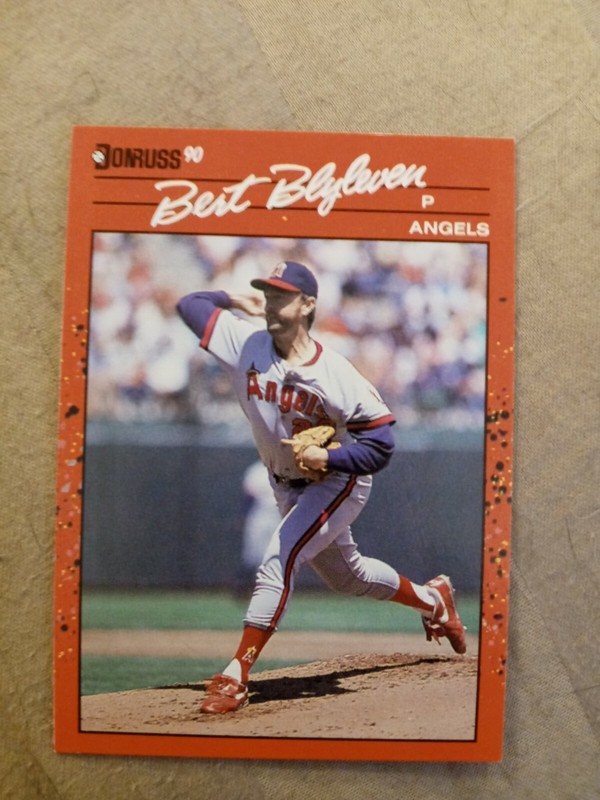 DONRUSS 90
Bert Blyleven
P
ANGELS
Angels